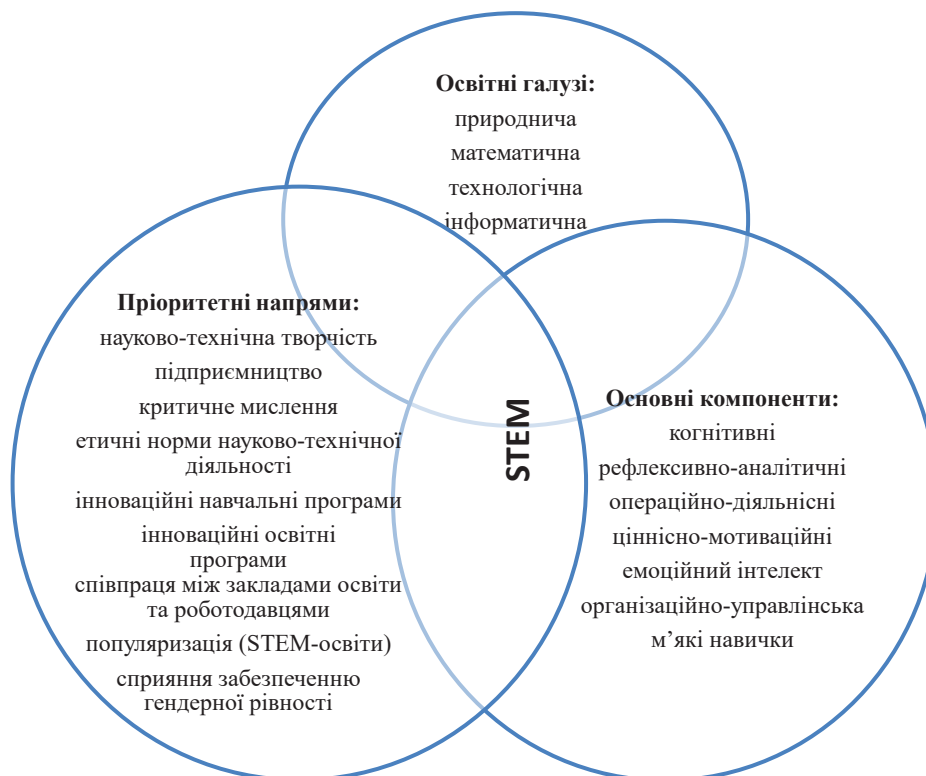 Освітні галузі:
природнича
математична
технологічна
інформатична
Пріоритетні напрями:
науково-технічна творчість
підприємництво
критичне мислення
етичні норми науково-технічної
діяльності
інноваційні навчальні програми
інноваційні освітні
програми
співпраця між закладами освіти
та роботодавцями
популяризація (STEM-освіти)
сприяння забезпеченню
гендерної рівності
STEM
Основні компоненти:
когнітивні
рефлексивно-аналітичні
операційно-діяльнісні
ціннісно-мотиваційні
емоційний інтелект
організаційно-управлінська
м’які навички